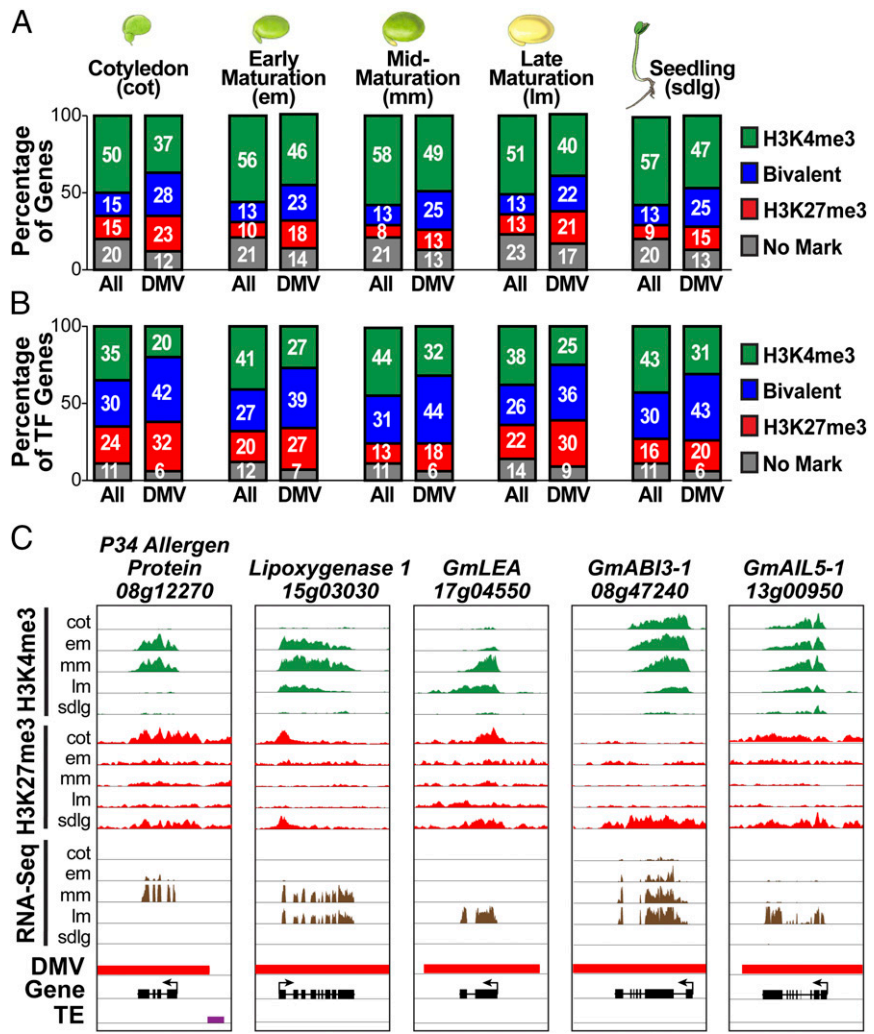 A
Cotyledon (cot)
Early Maturation (em)
Mid-Maturation (mm)
Late Maturation (lm)
Seedling (sdlg)
Percentage of Genes
100
50
0
50 37 56 46 58 49 51 40 57 47
15 28 13 23 13 25 13 22 13 25
15 23 10 18 8 13 13 21 9 15
20 12 21 14 21 13 23 17 20 13
All DMV All DMV All DMV All DMV All DMV
H3K4me3
Bivalent
H3K27me3
No Mark
B
Percentage of TF Genes
100
50
0
35 20 41 27 44 32 38 25 43 31
30 42 27 39 31 44 26 36 30 43
24 32 20 27 13 18 22 30 16 20
11 6 12 7 11 6 14 9 11 6
All DMV All DMV All DMV All DMV All DMV
H3K4me3
Bivalent
H3K27me3
No Mark
C
P34 Allergen Protein 08g12270
Lipoxygenase 1 15g03030
GmLEA 17g04550
GmABI3-1 08g47240
GmAIL5-1 13g00950
H3K4me3
cot
em
mm
lm
sdlg
H3K27me3
cot
em
mm
lm
sdlg
RNA-Seq
cot
em
mm
lm
sdlg
DMV
Gene
TE